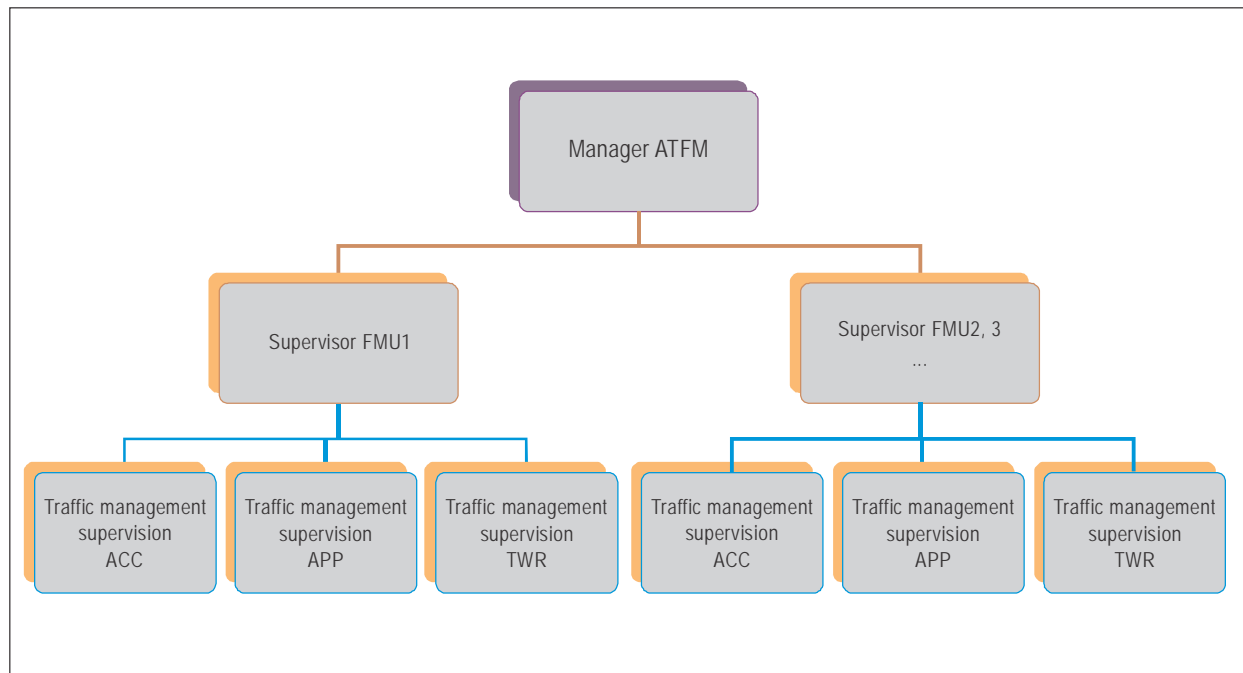 Manager ATFM
Supervisor FMU1
Supervisor FMU2, 3
...
Traffic management
supervision
ACC
Traffic management
supervision
APP
Traffic management
supervision
TWR
Traffic management
supervision
ACC
Traffic management
supervision
APP
Traffic management
supervision
TWR